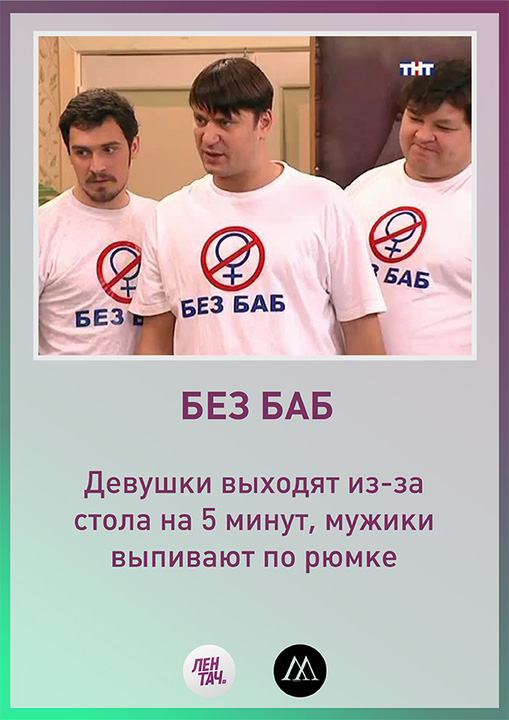 ТНТ
БЕЗ Б
БЕЗ БАБ
БАБ
БЕЗ БАБ
Девушки выходят из-за
стола на 5 минут, мужики
выпивают по рюмке
ЛЕН
ТАЧ.